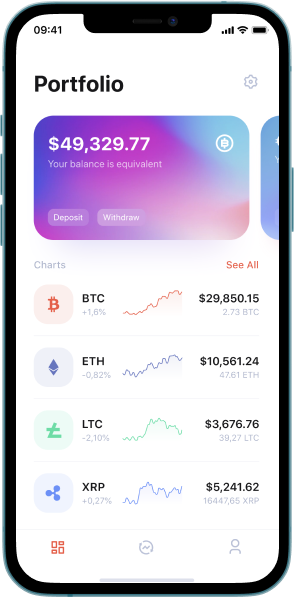 09:41
Portfolio
$49,329.77
Your balance is equivalent
Deposit Withdraw
Charts See All
BTC $29,850.15
+1,6% 2.73 BTC
ETH $10,561.24
-0,82% 47.61 ETH
LTC $3,676.76
-2,10% 39,27 LTC
XRP $5,241.62
+0,27% 16447,65 XRP